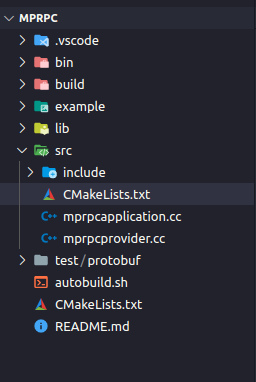 MPRPC
.vscode
bin
build
example
lib
src
include
CMakeLists.txt
mprpcapplication.cc
mprpcprovider.cc
test/protobuf
autobuild.sh
CMakeLists.txt
README.md